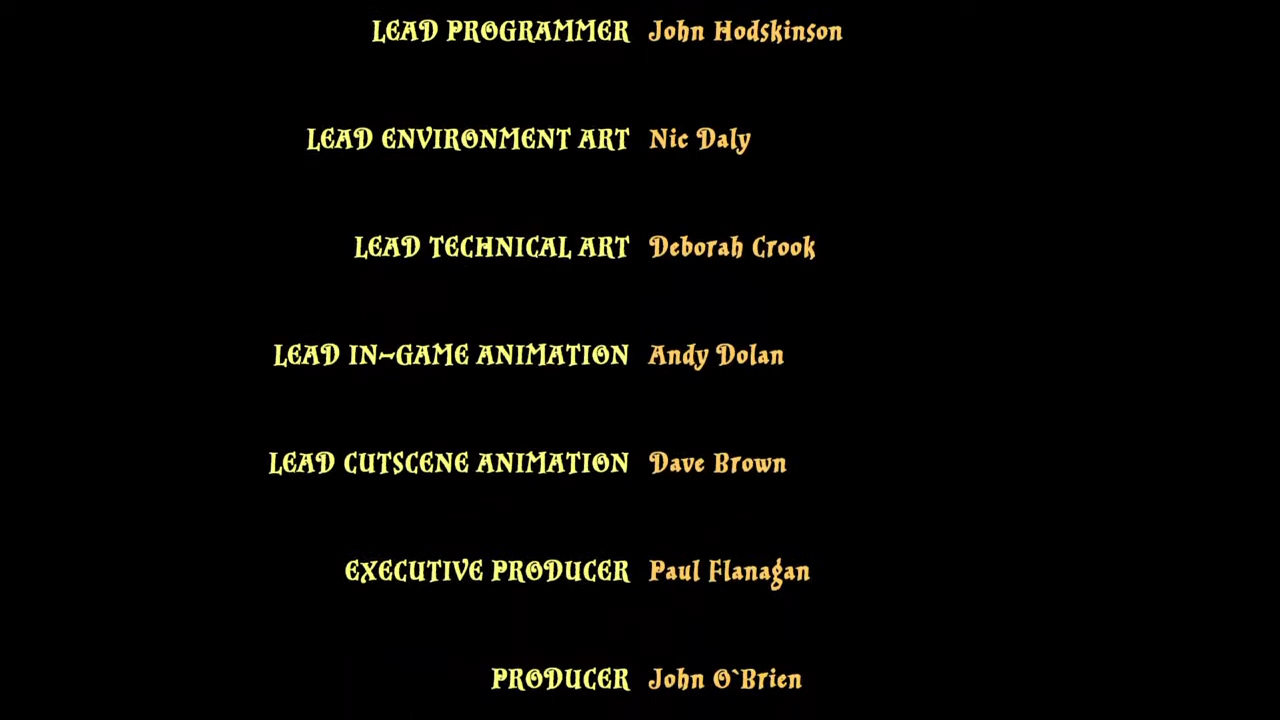 LEAD PROGRAMMER John Hodskinson
LEAD ENVIRONMENT ART Nic Daly
LEAD TECHNICAL ART Deborah Crook
LEAD IN-GAME ANIMATION Andy Dolan
LEAD CUTSCENE ANIMATION Dave Brown
EXECUTIVE PRODUCER Paul Flanagan
PRODUCER John O`Brien